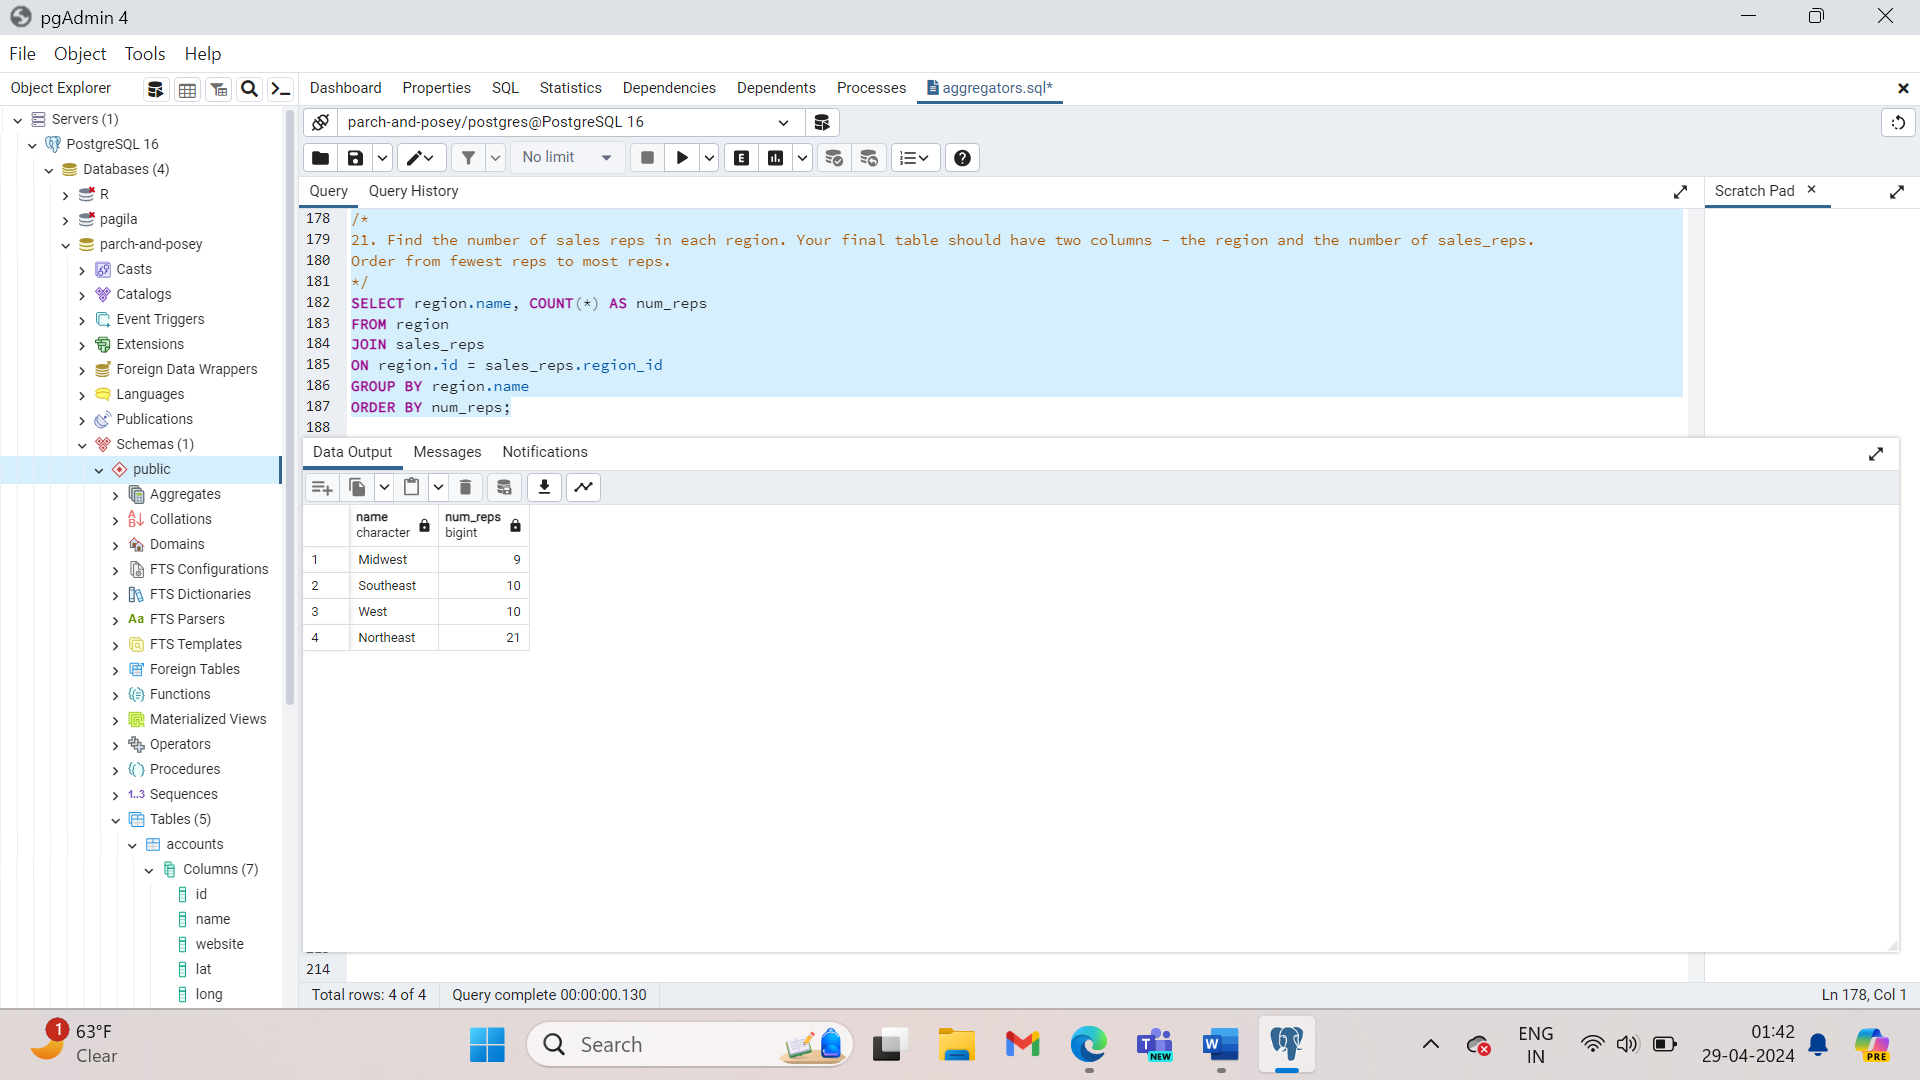 pgAdmin 4
File Object Tools Help
Object Explorer
Dashboard Properties SQL Statistics Dependencies Dependents Processes aggregators.sql*
Servers (1)
PostgreSQL 16
Databases (4)
R
pagila
parch-and-posey
Casts
Catalogs
Event Triggers
Extensions
Foreign Data Wrappers
Languages
Publications
Schemas (1)
public
Aggregates
Collations
Domains
FTS Configurations
FTS Dictionaries
Aa FTS Parsers
FTS Templates
Foreign Tables
Functions
Materialized Views
Operators
Procedures
1..3 Sequences
Tables (5)
accounts
Columns (7)
id
name
website
lat
long
parch-and-posey/postgres@PostgreSQL 16
No limit
E
Query Query History
Scratch Pad
178 /*
179 21. Find the number of sales reps in each region. Your final table should have two columns - the region and the number of sales_reps.
180 Order from fewest reps to most reps.
181 */
182 SELECT region.name, COUNT(*) AS num_reps
183 FROM region
184 JOIN sales_reps
185 ON region.id = sales_reps.region_id
186 GROUP BY region.name
187 ORDER BY num_reps;
188
Data Output Messages Notifications
name num_reps
character bigint
1 Midwest 9
2 Southeast 10
3 West 10
4 Northeast 21
214
Total rows: 4 of 4 Query complete 00:00:00.130 Ln 178, Col 1
1 63°F
Clear
Search
NEW
W
ENG
IN
01:42
29-04-2024
PRE